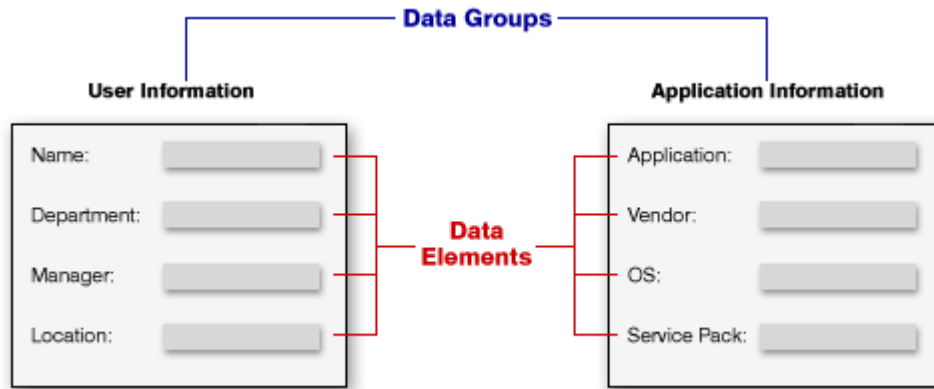 Data Groups
User Information
Application Information
Name:
Department:
Manager:
Location:
Data
Elements
Application:
Vendor:
OS:
Service Pack: